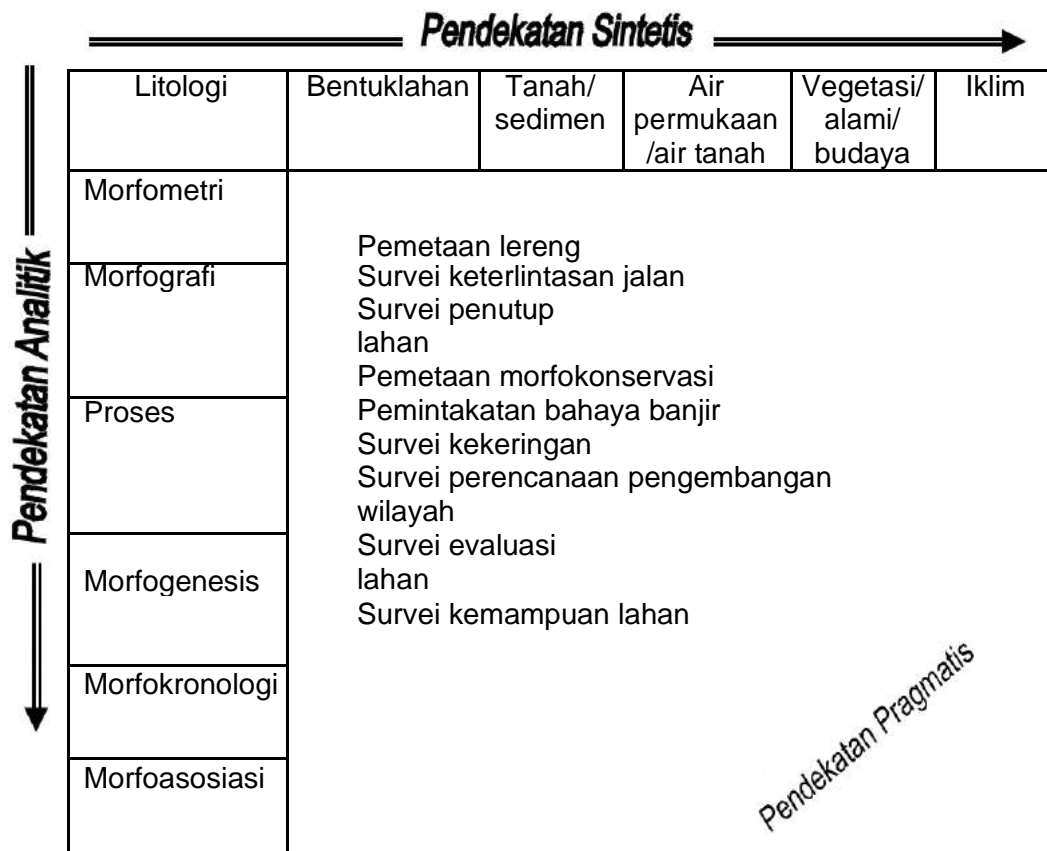 Pendekatan Sintetis
Pendekatan Analitik
Litologi
Bentuklahan
Tanah/
sedimen
Air
permukaan
/air tanah
Vegetasi/
alami/
budaya
Iklim
Morfometri
Morfografi
Proses
Morfogenesis
Morfokronologi
Morfoasosiasi
Pemetaan lereng
Survei keterlintasan jalan
Survei penutup
lahan
Pemetaan morfokonservasi
Pemintakatan bahaya banjir
Survei kekeringan
Survei perencanaan pengembangan
wilayah
Survei evaluasi
lahan
Survei kemampuan lahan
Pendekatan Pragmatis